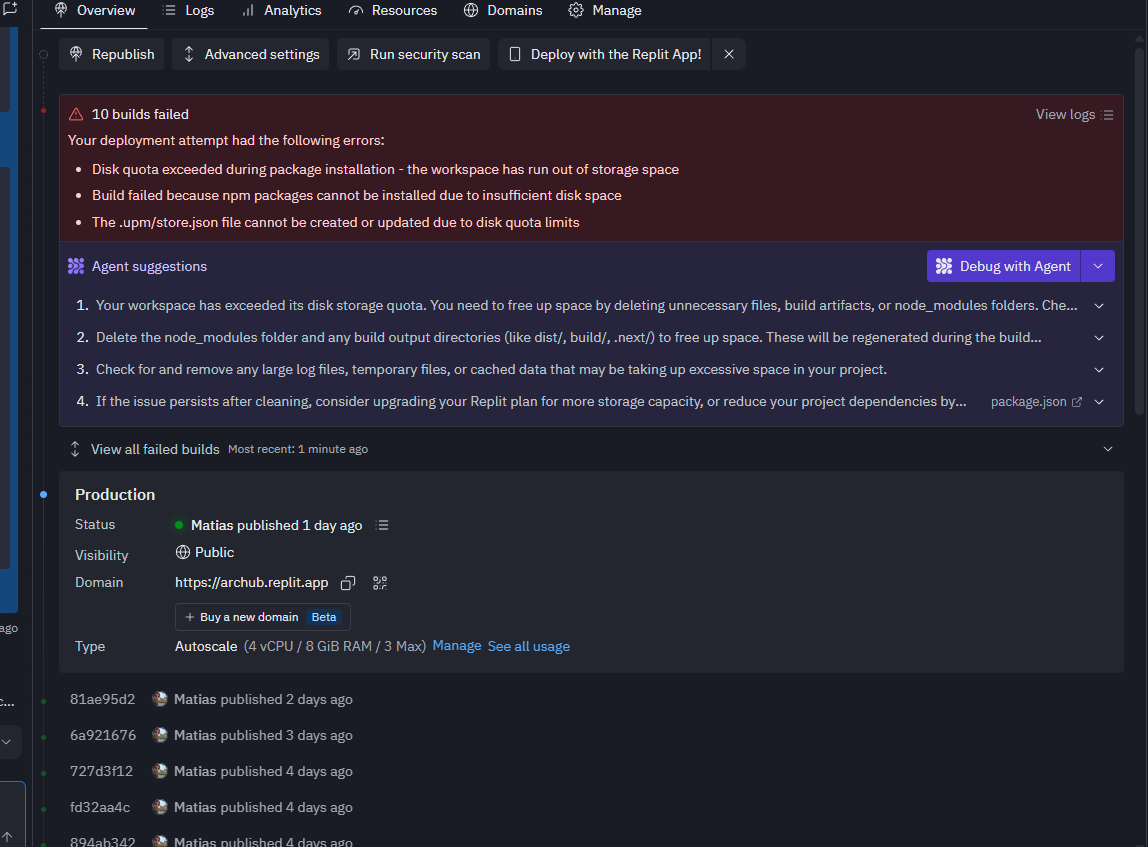 Overview Logs Analytics Resources Domains Manage
Republish Advanced settings Run security scan Deploy with the Replit App!
10 builds failed View logs
Your deployment attempt had the following errors:
Disk quota exceeded during package installation - the workspace has run out of storage space
Build failed because npm packages cannot be installed due to insufficient disk space
The .upm/store.json file cannot be created or updated due to disk quota limits
Agent suggestions Debug with Agent
1. Your workspace has exceeded its disk storage quota. You need to free up space by deleting unnecessary files, build artifacts, or node_modules folders. Che...
2. Delete the node_modules folder and any build output directories (like dist/, build/, .next/) to free up space. These will be regenerated during the build...
3. Check for and remove any large log files, temporary files, or cached data that may be taking up excessive space in your project.
4. If the issue persists after cleaning, consider upgrading your Replit plan for more storage capacity, or reduce your project dependencies by... package.json
View all failed builds Most recent: 1 minute ago
Production
Status Matias published 1 day ago
Visibility Public
Domain https://archub.replit.app
+ Buy a new domain Beta
ago
Type Autoscale (4 vCPU / 8 GiB RAM / 3 Max) Manage See all usage
c...
81ae95d2 Matias published 2 days ago
6a921676 Matias published 3 days ago
727d3f12 Matias published 4 days ago
fd32aa4c Matias published 4 days ago
894ab342 Matias published 4 days ago